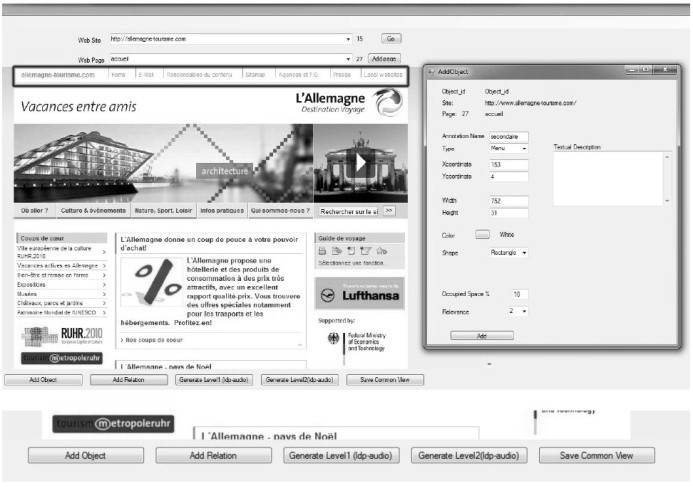 Web Site http://allemagne-tourisme.com 15 Go
Web Page accueil 27 Add page
allemagne-tourisme.com Home E-Mail Recommandations du contenu Sitemap Agences et T.O. Presse Local websites
Vacances entre amis
L'Allemagne
Destination Voyage
architecture
Où aller ? Culture & événements Nature, Sport, Loisir Infos pratiques Qui sommes-nous ? Rechercher sur le si >>
Coups de cœur
Ville européenne de la culture
RUHR.2010
Vacances actives en Allemagne >
Bien-être et remise en forme >
Expositions >
Musées >
Châteaux, parcs et jardins >
Patrimoine Mondial de l'UNESCO >
RUHR.2010
tourism metropoleruhr
L'Allemagne donne un coup de pouce à votre pouvoir
d'achat!
L'Allemagne propose une
hôtellerie et des produits de
consommation à des prix très
attractifs, avec un excellent
rapport qualité-prix. Vous trouvere
des offres spéciales notamment
pour les trasports et les
hébergements. Profitez-en!
> Nos coups de coeur
L'Allemagne - pays de Noël
Guide de voyage
Sélectionnez une fonction...
Lufthansa
Supported by:
Federal Ministry
of Economics
and Technology
Add Object Add Relation Generate Level1 (ldp-audio) Generate Level2(ldp-audio) Save Common View
AddObject
Object_id Object_id
Site: http://www.allemagne-tourisme.com/
Page: 27 accueil
Annotation Name secondaire
Type Menu Textual Description
Xcoordinate 153
Ycoordinate 4
Width 752
Height 31
Color White
Shape Rectangle
Occupied Space % 10
Relevance 2
Add
tourism metropoleruhr
L'Allemagne - pays de Noël
and Technology
Add Object Add Relation Generate Level1 (ldp-audio) Generate Level2(ldp-audio) Save Common View